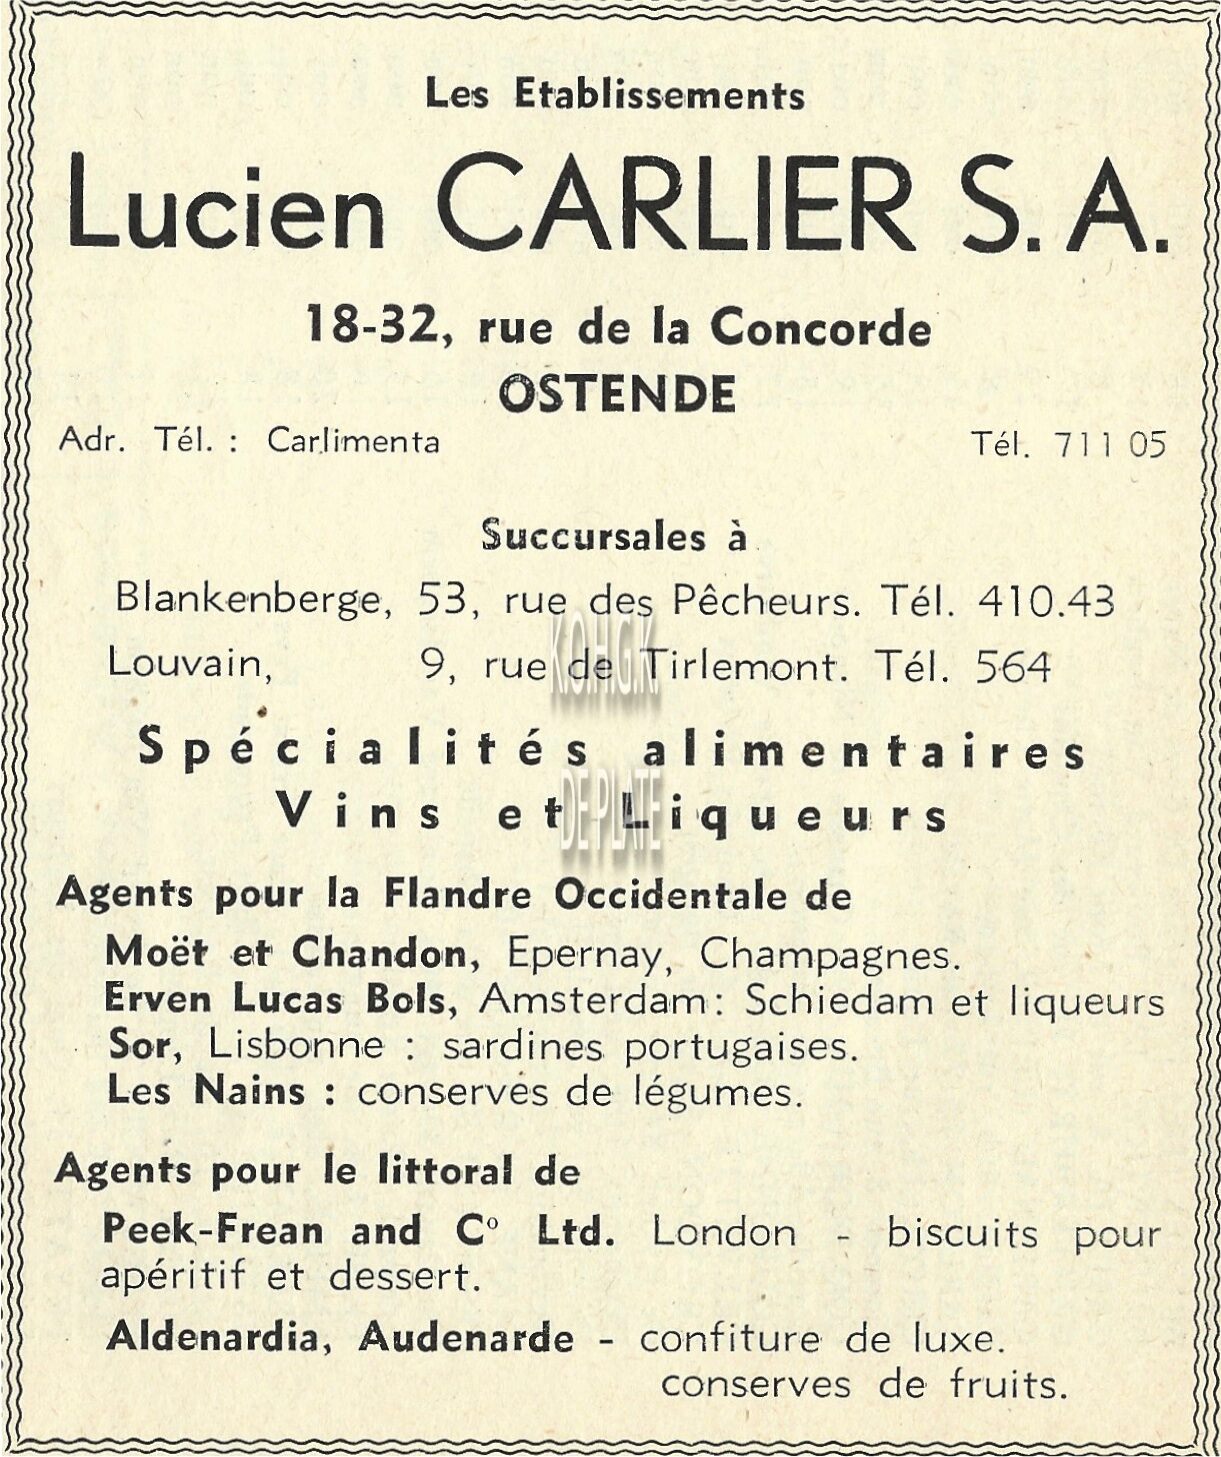 Les Etablissements
Lucien CARLIER S. A.
18-32, rue de la Concorde
OSTENDE
Adr. Tél. : Carlimenta Tél. 711 05
Succursales à
Blankenberge, 53, rue des Pêcheurs. Tél. 410.43
Louvain, 9, rue de Tirlemont. Tél. 564
K.O.H.G.K.
Spécialités alimentaires
DE PLATE
Vins et Liqueurs
Agents pour la Flandre Occidentale de
Moët et Chandon, Epernay, Champagnes.
Erven Lucas Bols, Amsterdam: Schiedam et liqueurs
Sor, Lisbonne : sardines portugaises.
Les Nains : conserves de légumes.
Agents pour le littoral de
Peek-Frean and Cº Ltd. London - biscuits pour
apéritif et dessert.
Aldenardia, Audenarde - confiture de luxe.
conserves de fruits.